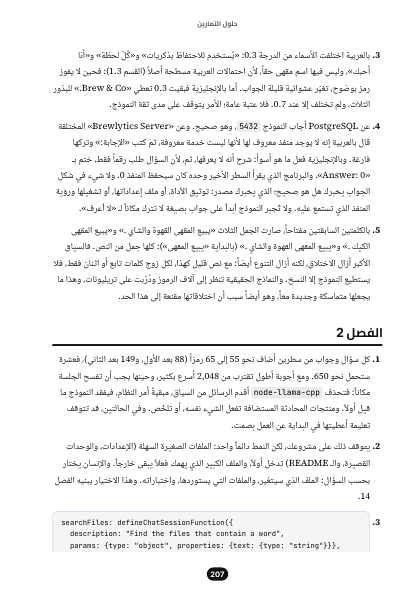 حلول التمارين
3. بالعربية اختلفت الأسماء من الدرجة 0.3: «يُستخدم للاحتفاظ بذكريات» و«كُلّ لحظة» و«أنا
أحبك»، وليس فيها اسم مقهى حقاً، لأن احتمالات العربية مسطحة أصلاً (القسم 1.3): فحين لا يفوز
رمز بوضوح، تغيّر عشوائية قليلة الجواب. أما بالإنجليزية فبقيت 0.3 تعطي «Brew & Co.» للبذور
الثلاث، ولم تختلف إلا عند 0.7. فلا عتبة عامة؛ الأمر يتوقف على مدى ثقة النموذج.
4. عن PostgreSQL أجاب النموذج 5432، وهو صحيح. وعن «Brewlytics Server» المختلقة
قال بالعربية إنه لا يوجد منفذ معروف لها لأنها ليست خدمة معروفة، ثم كتب «الإجابة:» وتركها
فارغة. وبالإنجليزية فعل ما هو أسوأ: شرح أنه لا يعرفها، ثم، لأن السؤال طلب رقماً فقط، ختم بـ
«Answer: 0». والبرنامج الذي يقرأ السطر الأخير وحده كان سيحفظ المنفذ 0. ولا شيء في شكل
الجواب يخبرك هل هو صحيح؛ الذي يخبرك مصدر: توثيق الأداة، أو ملف إعداداتها، أو تشغيلها ورؤية
المنفذ الذي تستمع عليه. ولا تُجبر النموذج أبداً على جواب بصيغة لا تترك مكاناً لـ «لا أعرف».
5. بالكلمتين السابقتين مفتاحاً، صارت الجمل الثلاث «يبيع المقهى القهوة والشاي .» و«يبيع المقهى
الكيك .» و«يبيع المقهى القهوة والشاي .» (بالبداية «يبيع المقهى»): كلها جمل من النص. فالسياق
الأكبر أزال الاختلاق، لكنه أزال التنوع أيضاً: مع نص قليل كهذا، لكل زوج كلمات تابع أو اثنان فقط، فلا
يستطيع النموذج إلا النسخ. والنماذج الحقيقية تنظر إلى آلاف الرموز ودُرّبت على تريليونات، وهذا ما
يجعلها متماسكة وجديدة معاً، وهو أيضاً سبب أن اختلاقاتها مقنعة إلى هذا الحد.
الفصل 2
1. كل سؤال وجواب من سطرين أضاف نحو 55 إلى 65 رمزاً (88 بعد الأول، و149 بعد الثاني)، فعشرة
ستحمل نحو 650. ومع أجوبة أطول تقترب من 2,048 أسرع بكثير، وحينها يجب أن تفسح الجلسة
مكاناً: فتحذف node-llama-cpp أقدم الرسائل من السياق، مبقيةً أمر النظام، فيفقد النموذج ما
قيل أولاً. ومنتجات المحادثة المستضافة تفعل الشيء نفسه، أو تلخّص. وفي الحالتين، قد تتوقف
تعليمة أعطيتها في البداية عن العمل بصمت.
2. يتوقف ذلك على مشروعك، لكن النمط دائماً واحد: الملفات الصغيرة السهلة (الإعدادات، والوحدات
القصيرة، والـ README) تدخل أولاً، والملف الكبير الذي يهمك فعلاً يبقى خارجاً. والإنسان يختار
بحسب السؤال: الملف الذي سيتغير، والملفات التي يستوردها، واختباراته. وهذا الاختيار يبنيه الفصل
14.
3. searchFiles: defineChatSessionFunction({
description: "Find the files that contain a word",
params: {type: "object", properties: {text: {type: "string"}}},
207